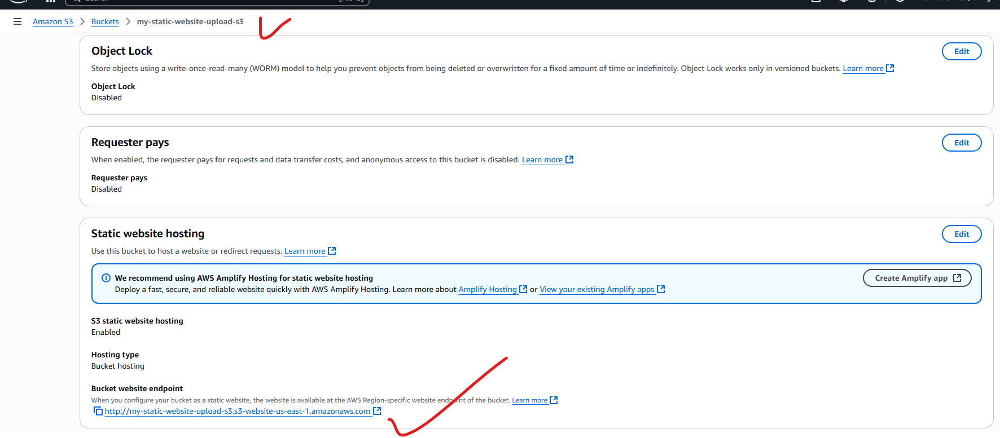 Amazon S3 > Buckets > my-static-website-upload-s3
Object Lock
Edit
Store objects using a write-once-read-many (WORM) model to help you prevent objects from being deleted or overwritten for a fixed amount of time or indefinitely. Object Lock works only in versioned buckets. Learn more
Object Lock
Disabled
Requester pays
Edit
When enabled, the requester pays for requests and data transfer costs, and anonymous access to this bucket is disabled. Learn more
Requester pays
Disabled
Static website hosting
Edit
Use this bucket to host a website or redirect requests. Learn more
We recommend using AWS Amplify Hosting for static website hosting
Create Amplify app
Deploy a fast, secure, and reliable website quickly with AWS Amplify Hosting. Learn more about Amplify Hosting or View your existing Amplify apps
S3 static website hosting
Enabled
Hosting type
Bucket hosting
Bucket website endpoint
When you configure your bucket as a static website, the website is available at the AWS Region-specific website endpoint of the bucket. Learn more
http://my-static-website-upload-s3.s3-website-us-east-1.amazonaws.com